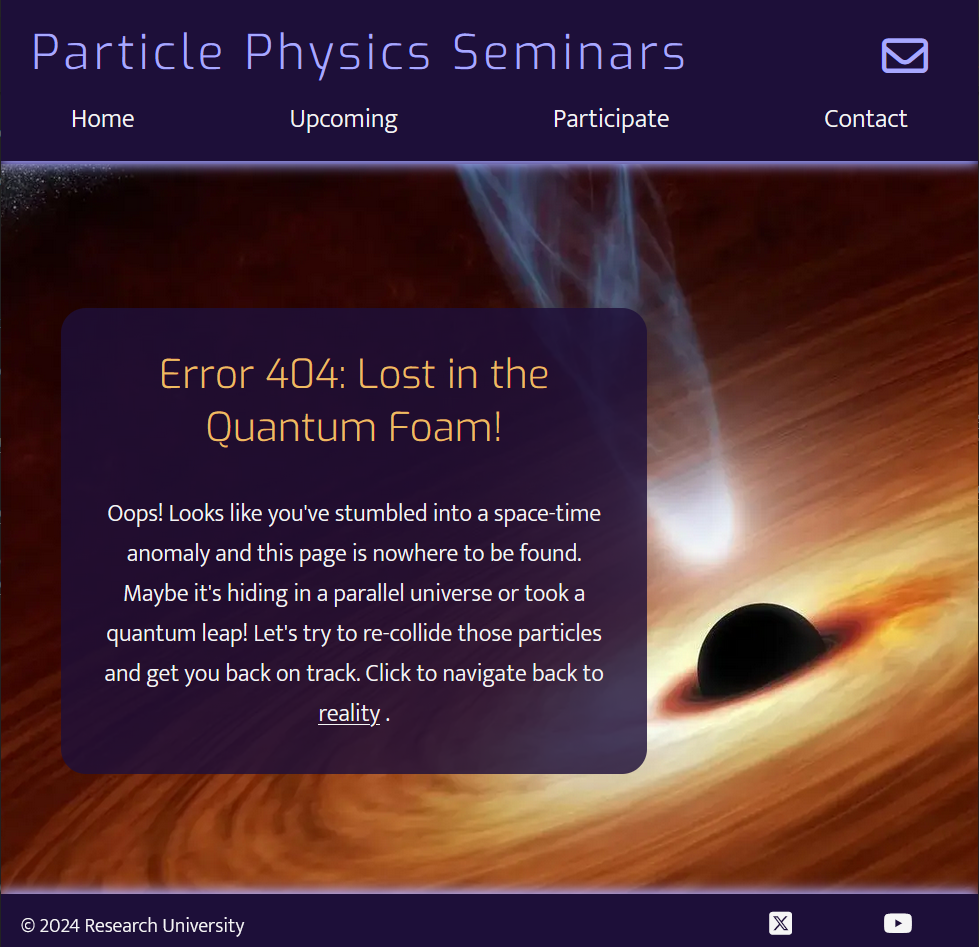 Particle Physics Seminars
Home Upcoming Participate Contact
Error 404: Lost in the
Quantum Foam!
Oops! Looks like you've stumbled into a space-time
anomaly and this page is nowhere to be found.
Maybe it's hiding in a parallel universe or took a
quantum leap! Let's try to re-collide those particles
and get you back on track. Click to navigate back to
reality .
© 2024 Research University